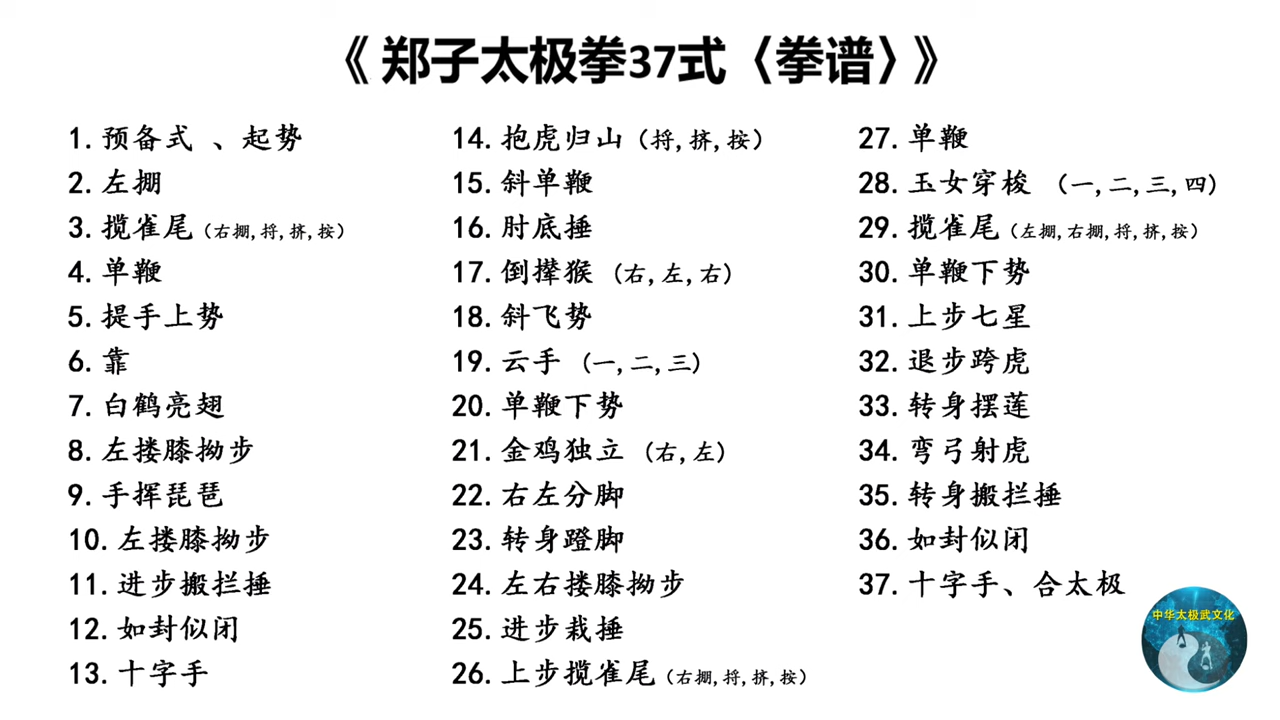 《郑子太极拳37式〈拳谱〉》
1.预备式 、起势
2.左掤
3.揽雀尾（右掤,捋,挤,按）
4.单鞭
5.提手上势
6.靠
7.白鹤亮翅
8.左搂膝拗步
9.手挥琵琶
10.左搂膝拗步
11.进步搬拦捶
12.如封似闭
13.十字手
14.抱虎归山（捋,挤,按）
15.斜单鞭
16.肘底捶
17.倒撵猴（右,左,右）
18.斜飞势
19.云手（一,二,三）
20.单鞭下势
21.金鸡独立（右,左）
22.右左分脚
23.转身蹬脚
24.左右搂膝拗步
25.进步栽捶
26.上步揽雀尾（右掤,捋,挤,按）
27.单鞭
28.玉女穿梭（一,二,三,四）
29.揽雀尾（左掤,右掤,捋,挤,按）
30.单鞭下势
31.上步七星
32.退步跨虎
33.转身摆莲
34.弯弓射虎
35.转身搬拦捶
36.如封似闭
37.十字手、合太极
中华太极武文化